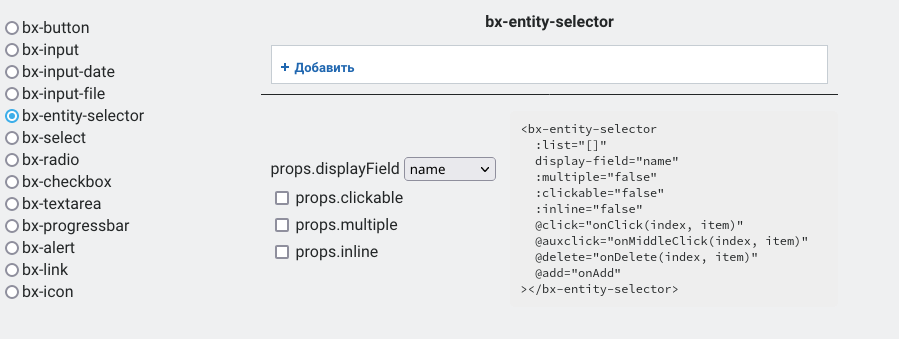 bx-button
bx-input
bx-input-date
bx-input-file
bx-entity-selector
bx-select
bx-radio
bx-checkbox
bx-textarea
bx-progressbar
bx-alert
bx-link
bx-icon
bx-entity-selector
+ Добавить
props.displayField name
props.clickable
props.multiple
props.inline
<bx-entity-selector
  :list="[]"
  display-field="name"
  :multiple="false"
  :clickable="false"
  :inline="false"
  @click="onClick(index, item)"
  @auxclick="onMiddleClick(index, item)"
  @delete="onDelete(index, item)"
  @add="onAdd"
></bx-entity-selector>